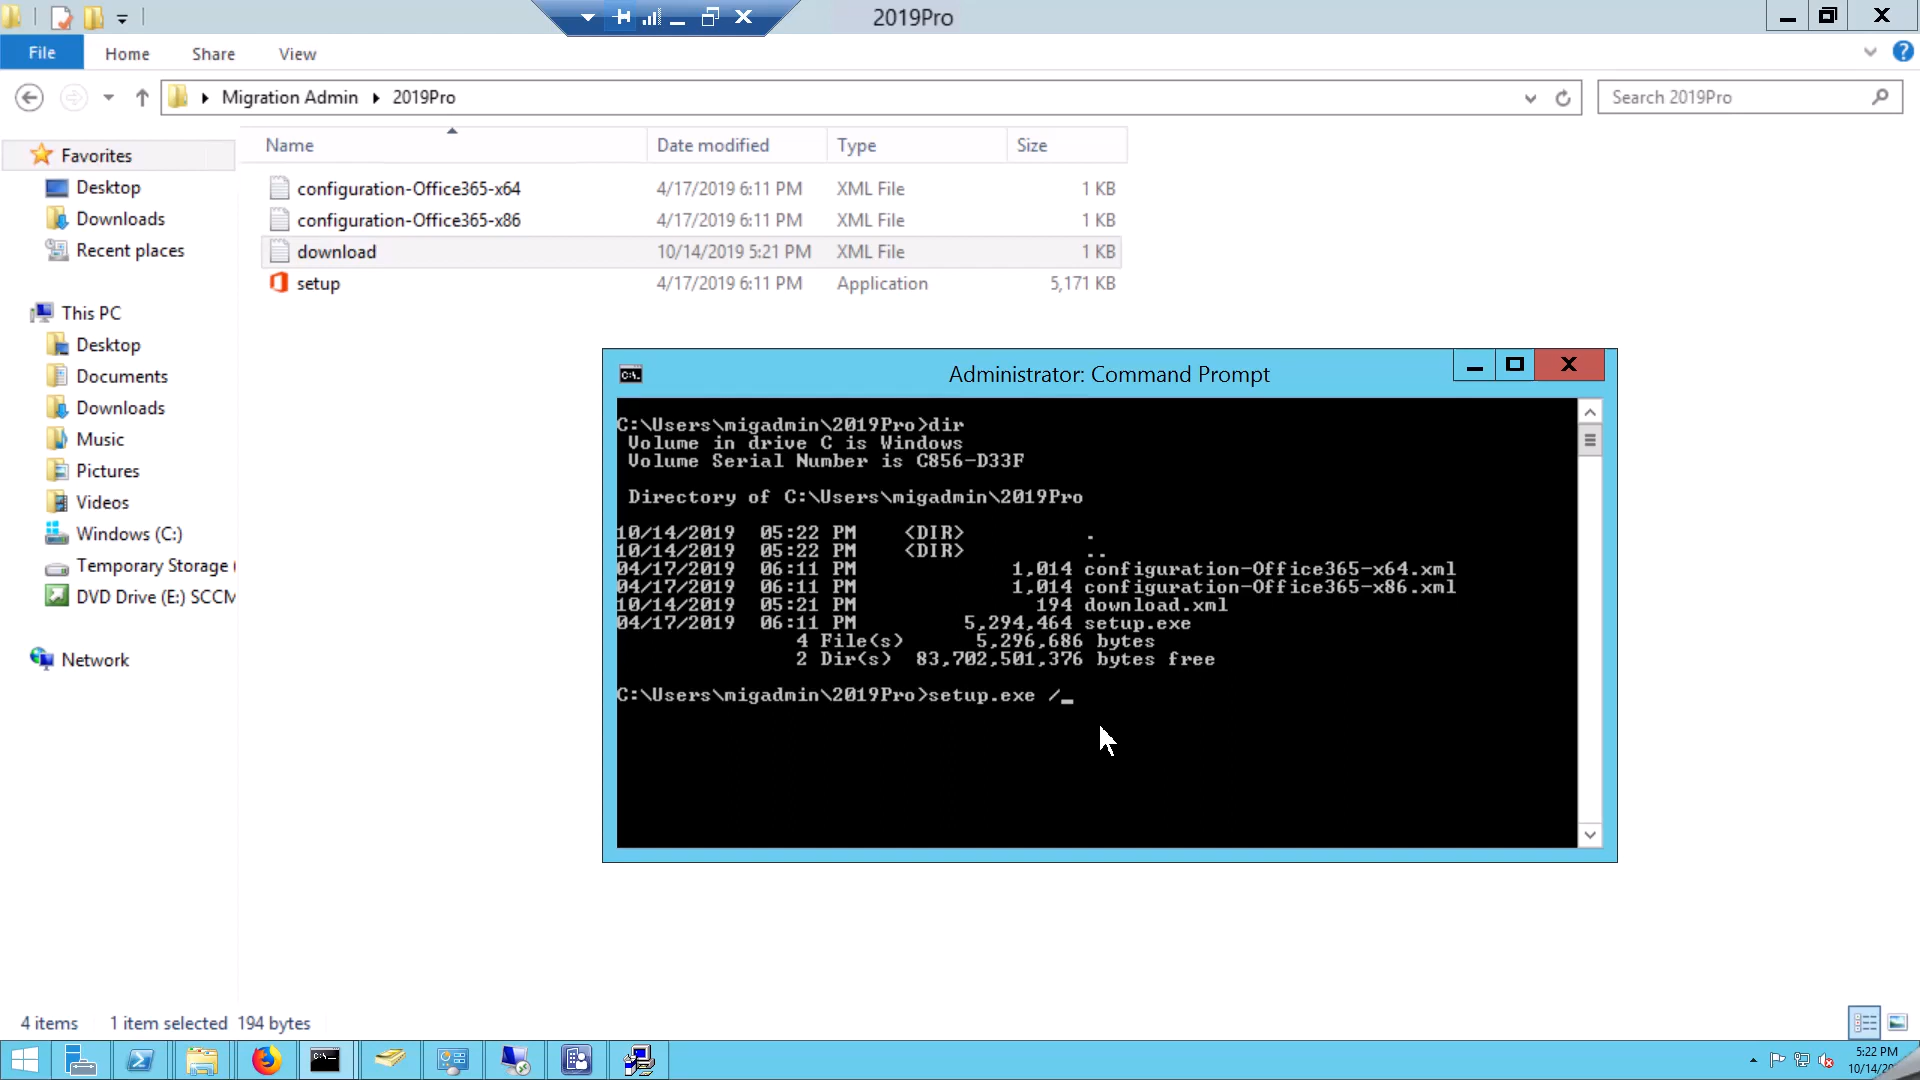 2019Pro
File Home Share View
Migration Admin 2019Pro
Search 2019Pro
Name Date modified Type Size
configuration-Office365-x64 4/17/2019 6:11 PM XML File 1 KB
configuration-Office365-x86 4/17/2019 6:11 PM XML File 1 KB
download 10/14/2019 5:21 PM XML File 1 KB
setup 4/17/2019 6:11 PM Application 5,171 KB
Favorites
Desktop
Downloads
Recent places
This PC
Desktop
Documents
Downloads
Music
Pictures
Videos
Windows (C:)
Temporary Storage (
DVD Drive (E:) SCCM
Network
Administrator: Command Prompt
C:\Users\migadmin\2019Pro>dir
Volume in drive C is Windows
Volume Serial Number is C856-D33F
Directory of C:\Users\migadmin\2019Pro
10/14/2019 05:22 PM <DIR> .
10/14/2019 05:22 PM <DIR> ..
04/17/2019 06:11 PM 1,014 configuration-Office365-x64.xml
04/17/2019 06:11 PM 1,014 configuration-Office365-x86.xml
10/14/2019 05:21 PM 194 download.xml
04/17/2019 06:11 PM 5,294,464 setup.exe
4 File(s) 5,296,686 bytes
2 Dir(s) 83,702,501,376 bytes free
C:\Users\migadmin\2019Pro>setup.exe /_
4 items 1 item selected 194 bytes
5:22 PM
10/14/20